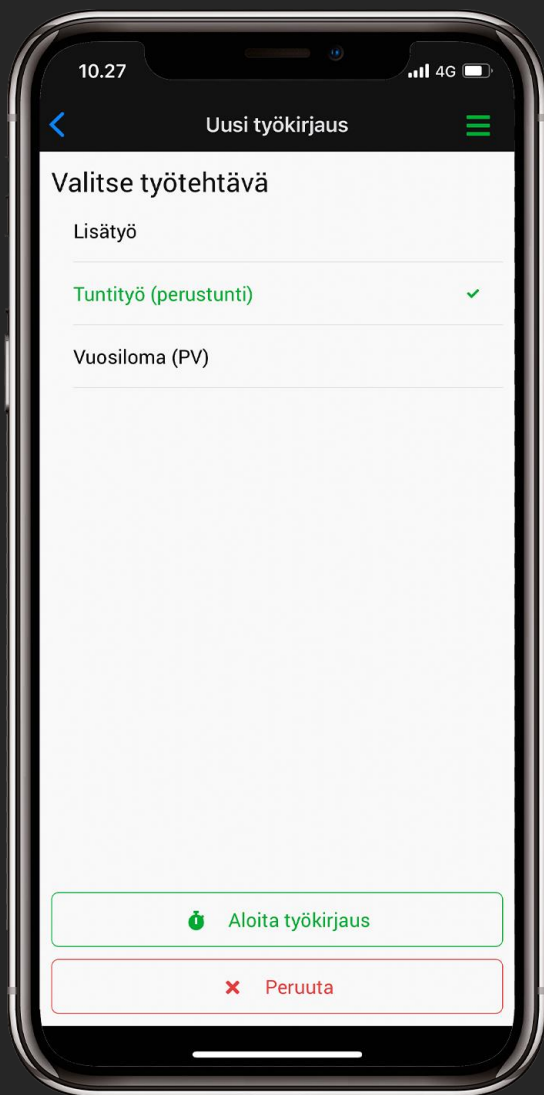 10.27
4G
Uusi työkirjaus
Valitse työtehtävä
Lisätyö
Tuntityö (perustunti)
Vuosiloma (PV)
Aloita työkirjaus
Peruuta